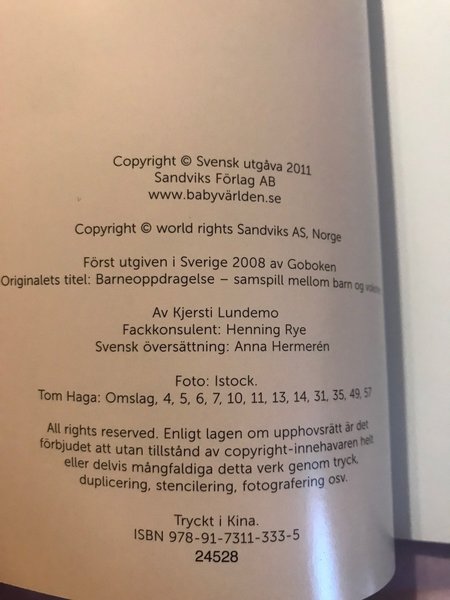 Copyright © Svensk utgåva 2011
Sandviks Förlag AB
www.babyvärlden.se
Copyright © world rights Sandviks AS, Norge
Först utgiven i Sverige 2008 av Goboken
Originalets titel: Barneoppdragelse – samspill mellom barn og voksne
Av Kjersti Lundemo
Fackkonsulent: Henning Rye
Svensk översättning: Anna Hermerén
Foto: Istock.
Tom Haga: Omslag, 4, 5, 6, 7, 10, 11, 13, 14, 31, 35, 49, 57
All rights reserved. Enligt lagen om upphovsrätt är det
förbjudet att utan tillstånd av copyright-innehavaren helt
eller delvis mångfaldiga detta verk genom tryck,
duplicering, stencilering, fotografering osv.
Tryckt i Kina.
ISBN 978-91-7311-333-5
24528